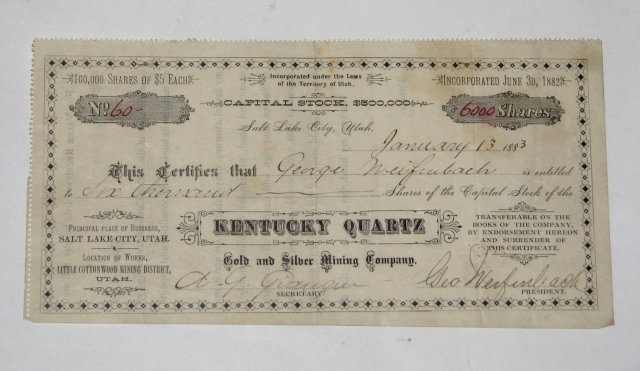 100,000 SHARES OF $5 EACH
Incorporated under the Laws
of the Territory of Utah.
INCORPORATED JUNE 30, 1882
No. 60
CAPITAL STOCK, $500,000
6000 Shares
Salt Lake City, Utah, January 13 1883
This Certifies that George Weifenbach is entitled
to Six thousand Shares of the Capital Stock of the
PRINCIPAL PLACE OF BUSINESS,
SALT LAKE CITY, UTAH.
LOCATION OF WORKS,
LITTLE COTTONWOOD MINING DISTRICT,
UTAH.
KENTUCKY QUARTZ
Gold and Silver Mining Company.
TRANSFERABLE ON THE
BOOKS OF THE COMPANY,
BY ENDORSEMENT HEREON
AND SURRENDER OF
THIS CERTIFICATE.
SECRETARY.
Geo Weifenbach
PRESIDENT.